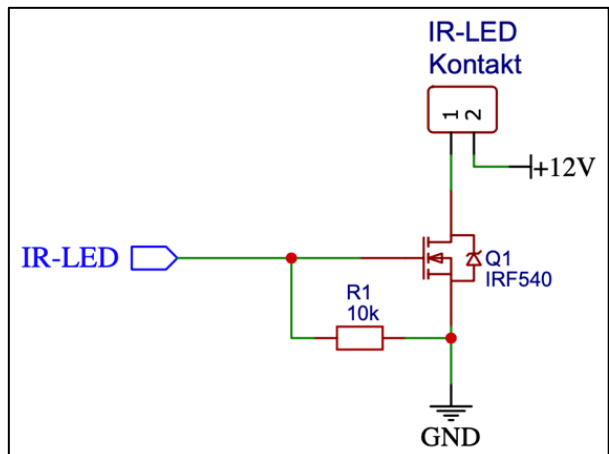 IR-LED
Kontakt
1 2
+12V
IR-LED
Q1
IRF540
R1
10k
GND